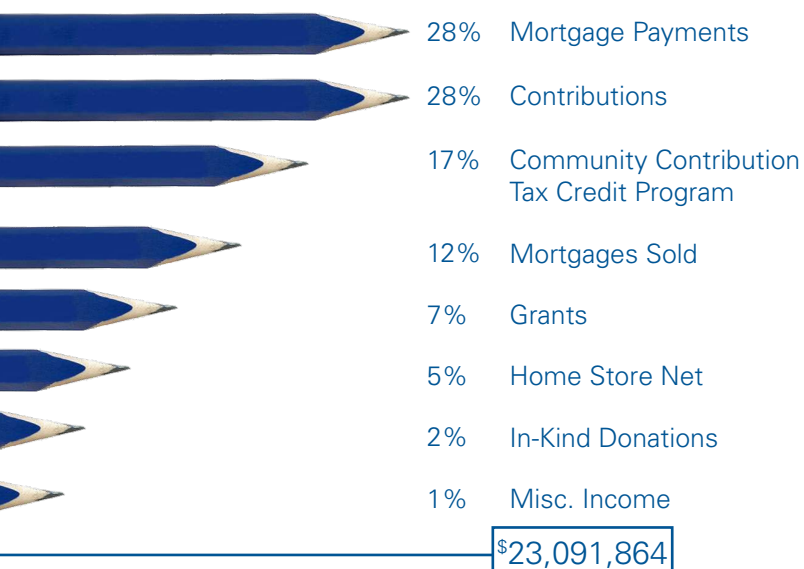 28% Mortgage Payments
28% Contributions
17% Community Contribution
Tax Credit Program
12% Mortgages Sold
7% Grants
5% Home Store Net
2% In-Kind Donations
1% Misc. Income
$23,091,864